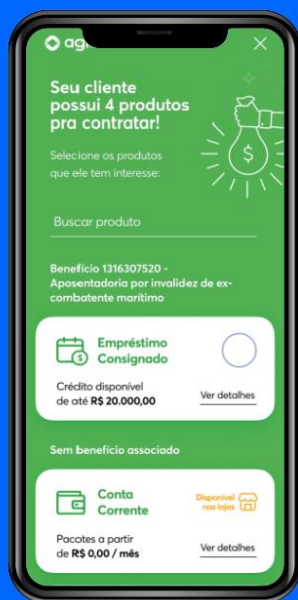 Seu cliente
possui 4 produtos
pra contratar!
Selecione os produtos
que ele tem interesse:
Buscar produto
Benefício 1316307520 -
Aposentadoria por invalidez de ex-
combatente marítimo
Empréstimo
Consignado
Crédito disponível
de até R$ 20.000,00
Ver detalhes
Sem benefício associado
Conta
Corrente
Disponível
nas lojas
Pacotes a partir
de R$ 0,00 / mês
Ver detalhes